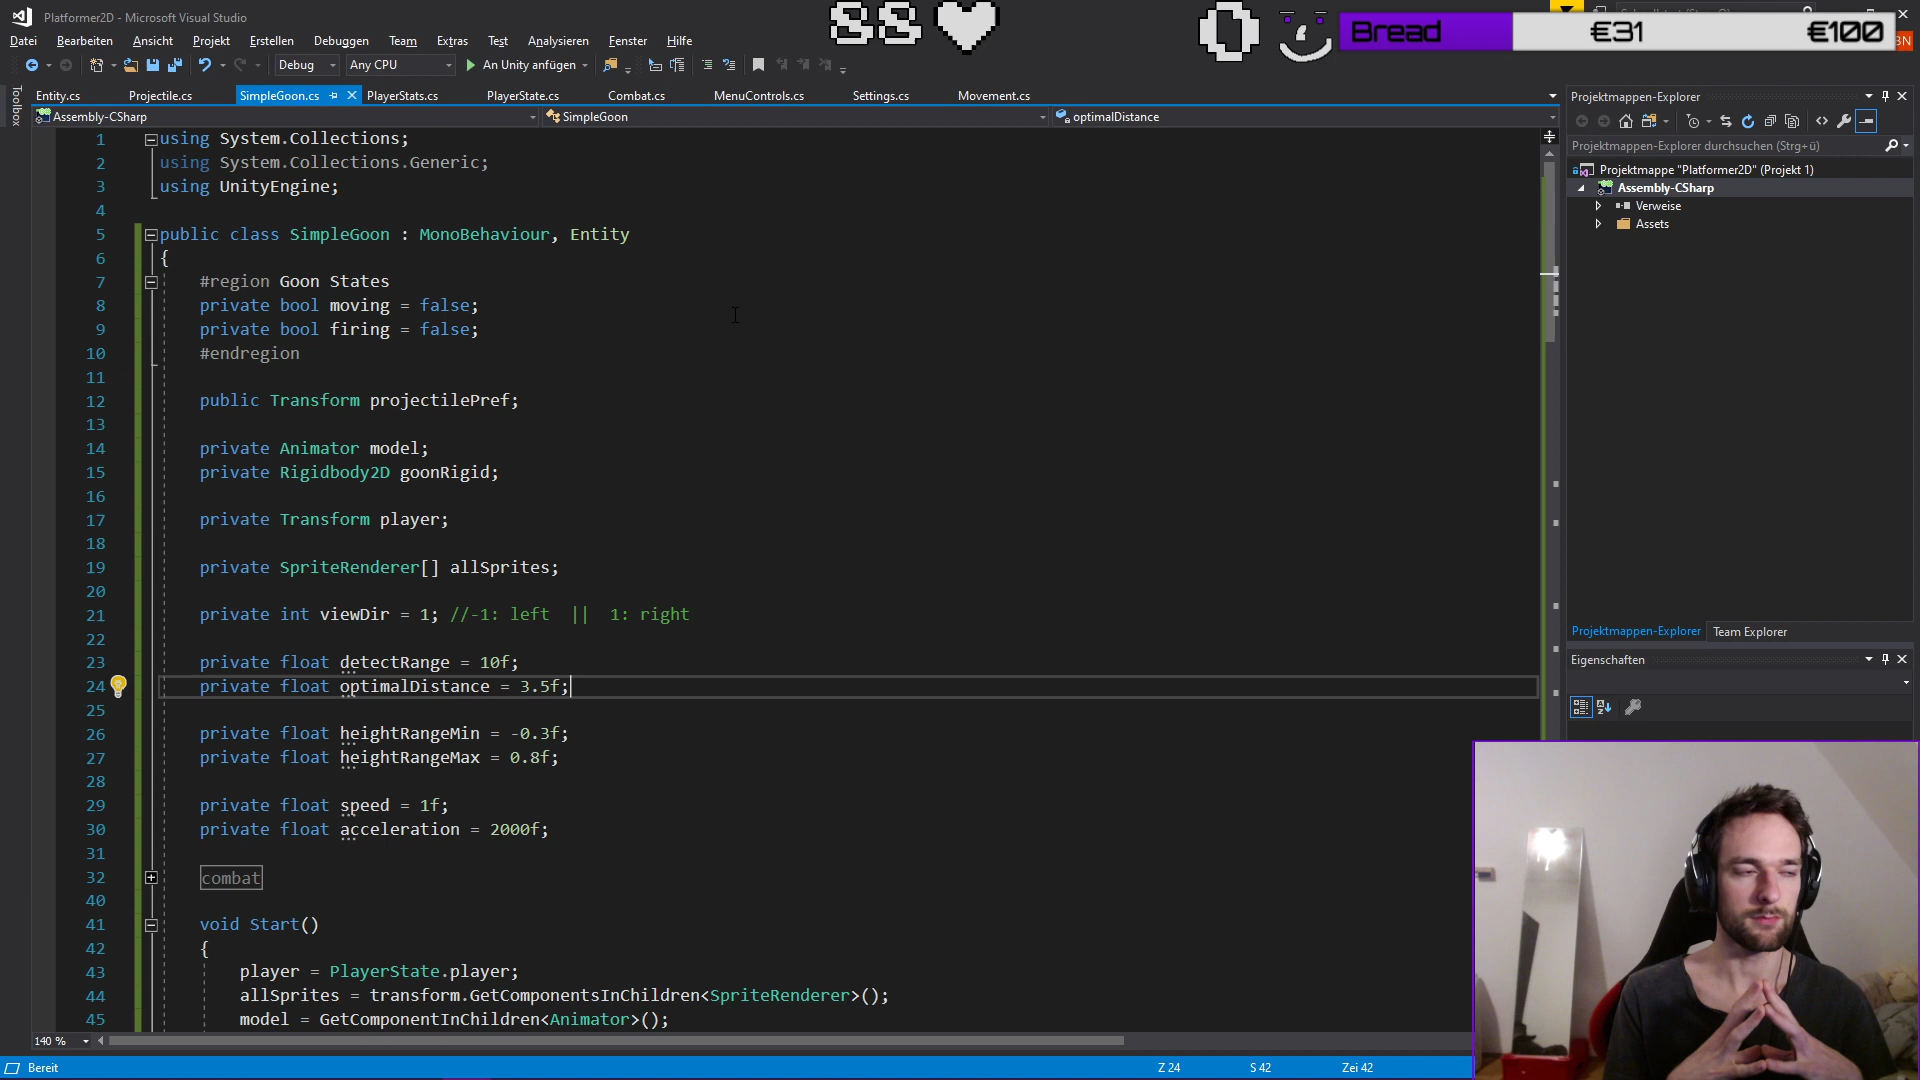 Platformer2D - Microsoft Visual Studio
Datei Bearbeiten Ansicht Projekt Erstellen Debuggen Team Extras Test Analysieren Fenster Hilfe
88
0
Bread €31 €100
Debug Any CPU An Unity anfügen
Toolbox
Entity.cs Projectile.cs SimpleGoon.cs PlayerStats.cs PlayerState.cs Combat.cs MenuControls.cs Settings.cs Movement.cs
Assembly-CSharp SimpleGoon optimalDistance
1 using System.Collections;
2 using System.Collections.Generic;
3 using UnityEngine;
4
5 public class SimpleGoon : MonoBehaviour, Entity
6 {
7 #region Goon States
8 private bool moving = false;
9 private bool firing = false;
10 #endregion
11
12 public Transform projectilePref;
13
14 private Animator model;
15 private Rigidbody2D goonRigid;
16
17 private Transform player;
18
19 private SpriteRenderer[] allSprites;
20
21 private int viewDir = 1; //-1: left || 1: right
22
23 private float detectRange = 10f;
24 private float optimalDistance = 3.5f;
25
26 private float heightRangeMin = -0.3f;
27 private float heightRangeMax = 0.8f;
28
29 private float speed = 1f;
30 private float acceleration = 2000f;
31
32 combat
40
41 void Start()
42 {
43 player = PlayerState.player;
44 allSprites = transform.GetComponentsInChildren<SpriteRenderer>();
45 model = GetComponentInChildren<Animator>();
140 %
Bereit Z 24 S 42 Zei 42
Projektmappen-Explorer
Projektmappen-Explorer durchsuchen (Strg+ü)
Projektmappe "Platformer2D" (Projekt 1)
Assembly-CSharp
Verweise
Assets
Projektmappen-Explorer Team Explorer
Eigenschaften